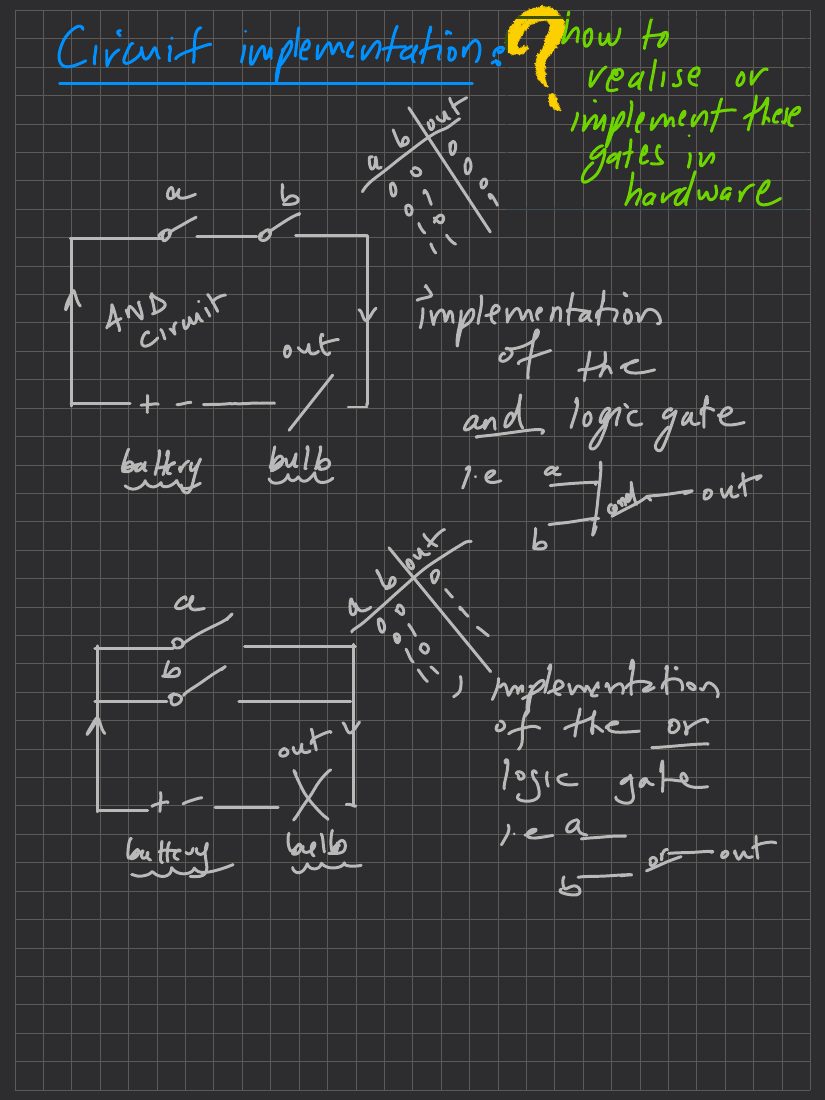 Circuit implementation:
? how to
realise or
implement these
gates in
hardware
a b out
0 0 0
0 1 0
1 0 0
1 1 1
a b
AND
circuit
out
+ -
battery bulb
implementation
of the
and logic gate
i.e a
and out
b
a b out
0 0 0
0 1 1
1 0 1
1 1 1
a
b
out
+ -
battery bulb
implementation
of the or
logic gate
i.e a
or out
b